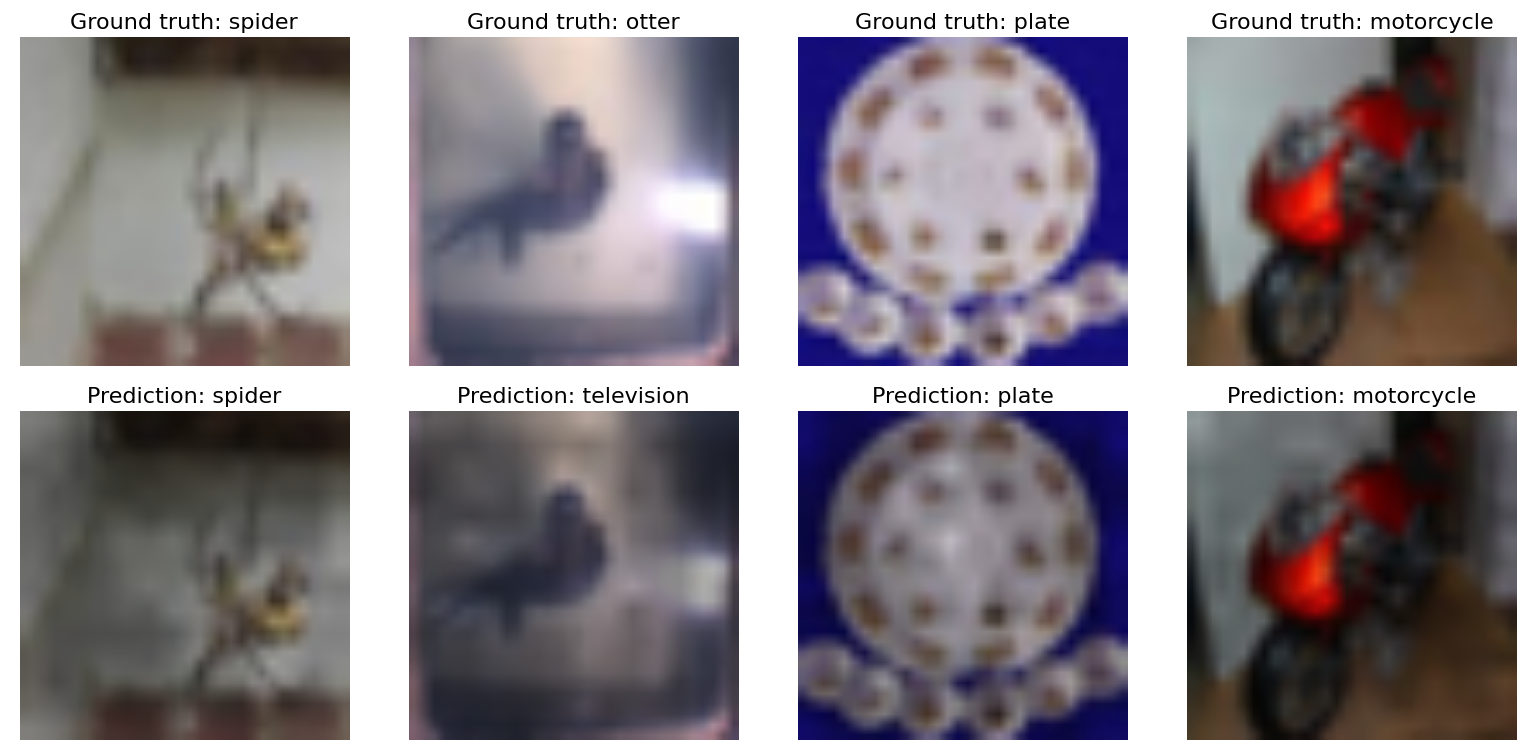 Ground truth: spider
Ground truth: otter
Ground truth: plate
Ground truth: motorcycle
Prediction: spider
Prediction: television
Prediction: plate
Prediction: motorcycle